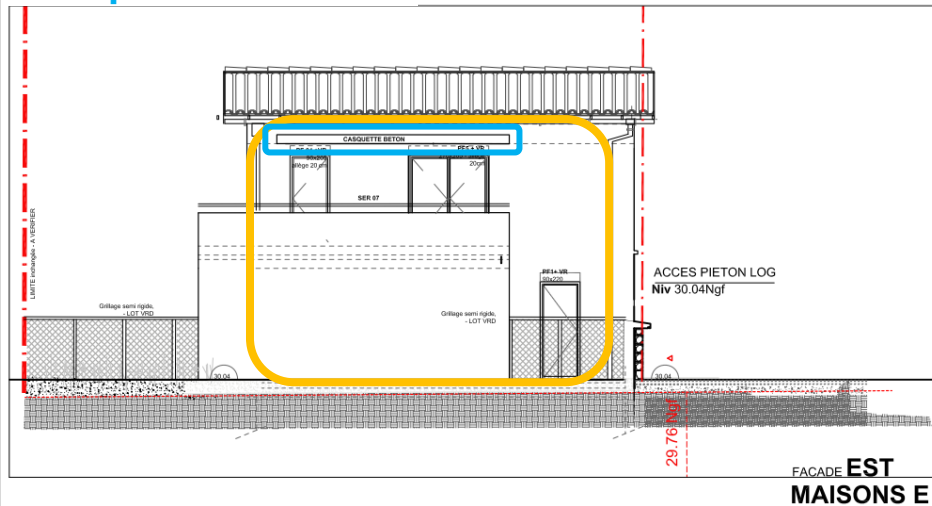 CASQUETTE BETON
PF1+ VR
90x205
allège 20 cm
20cm
SER 07
LIMITE inchangée - A VERIFIER
ACCES PIETON LOG
Niv 30.04Ngf
PF1+ VR
90x220
Grillage semi rigide,
- LOT VRD
Grillage semi rigide,
- LOT VRD
30.04
30.04
29.76 Ngf
FACADE EST
MAISONS E